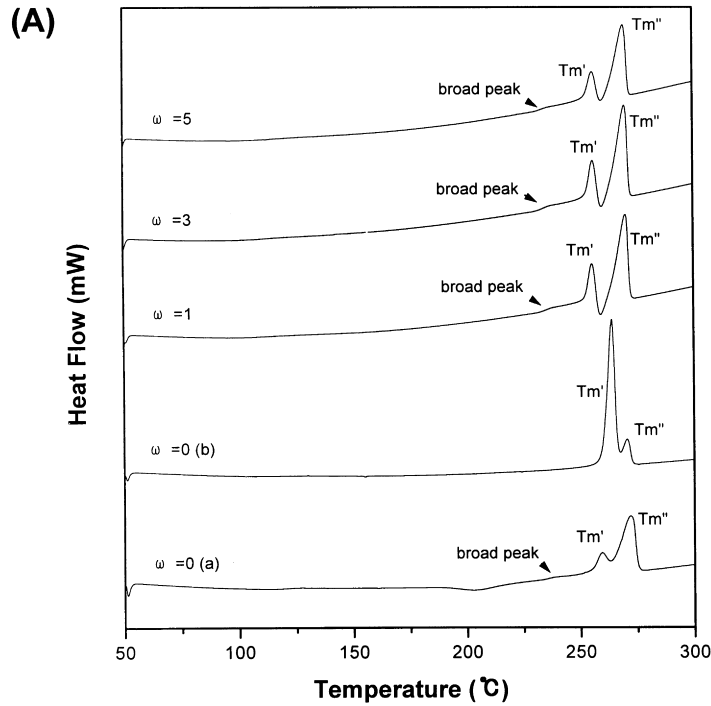 (A)
Tm"
Tm'
broad peak
ω =5
Tm"
Tm'
broad peak
ω =3
Tm"
Tm'
broad peak
ω =1
Tm'
Tm"
ω =0 (b)
Tm"
Tm'
broad peak
ω =0 (a)
Heat Flow (mW)
50 100 150 200 250 300
Temperature (℃)